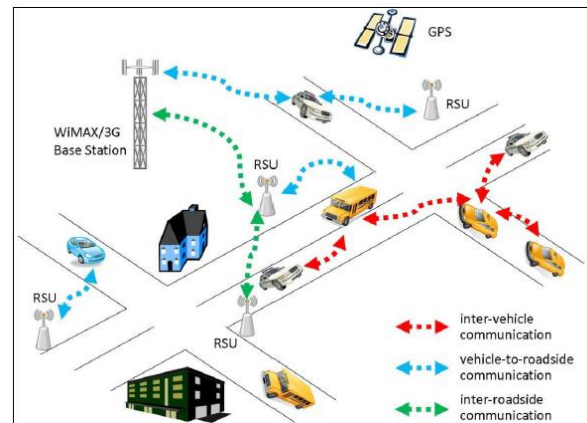 GPS
RSU
WiMAX/3G
Base Station
RSU
RSU
RSU
inter-vehicle
communication
vehicle-to-roadside
communication
inter-roadside
communication